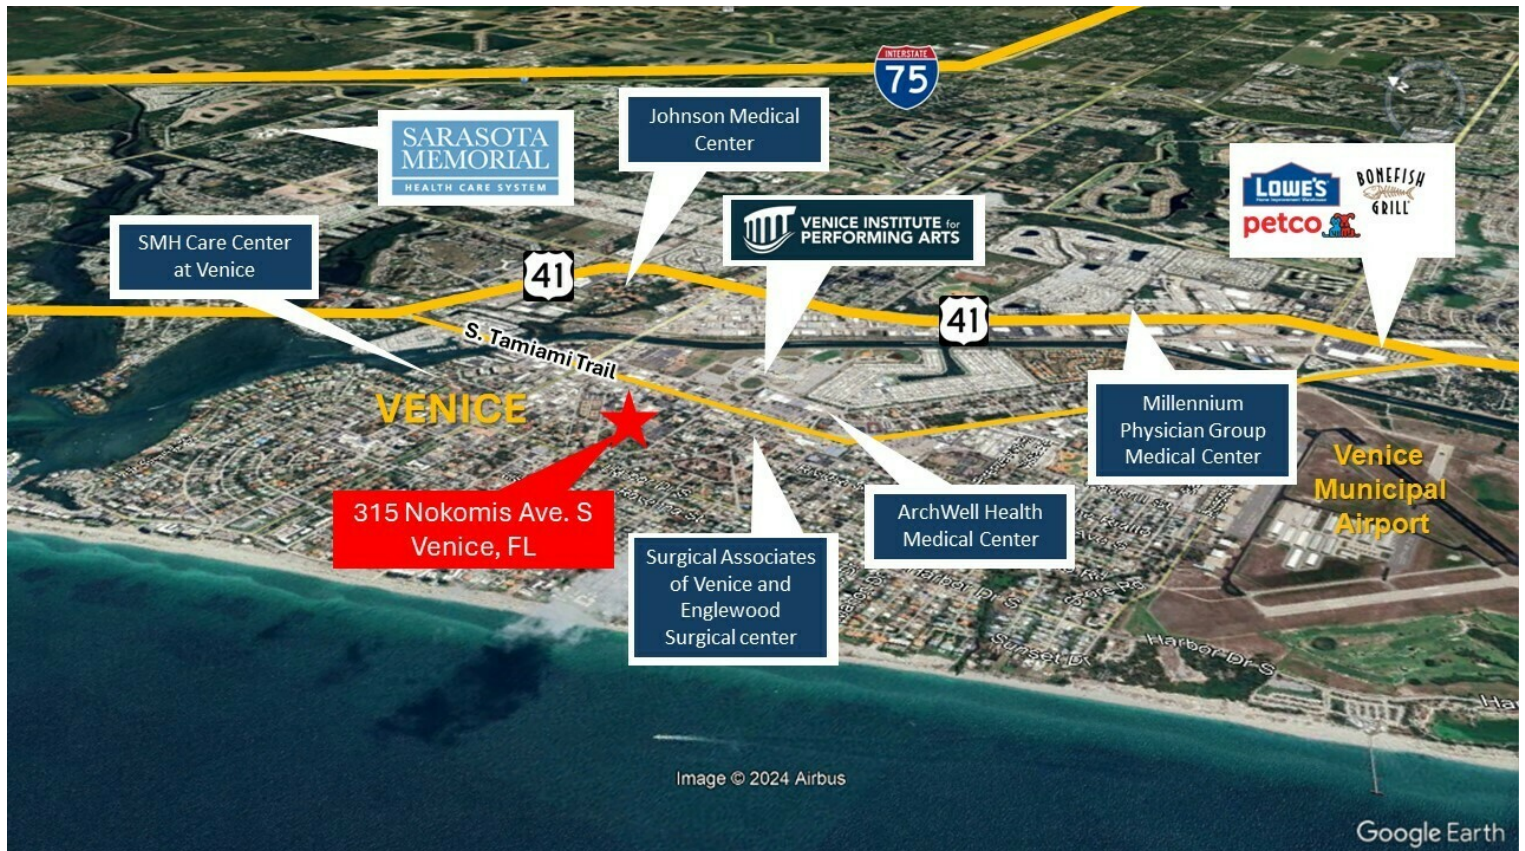 INTERSTATE
75
N
SARASOTA
MEMORIAL
HEALTH CARE SYSTEM
Johnson Medical
Center
LOWE'S
Home Improvement Warehouse
BONEFISH
GRILL
petco
VENICE INSTITUTE for
PERFORMING ARTS
SMH Care Center
at Venice
41
41
S. Tamiami Trail
VENICE
Millennium
Physician Group
Medical Center
Venice
Municipal
Airport
315 Nokomis Ave. S
Venice, FL
ArchWell Health
Medical Center
Surgical Associates
of Venice and
Englewood
Surgical center
Harbor Dr S
Sunset Dr
Harbor Dr S
Image © 2024 Airbus
Google Earth